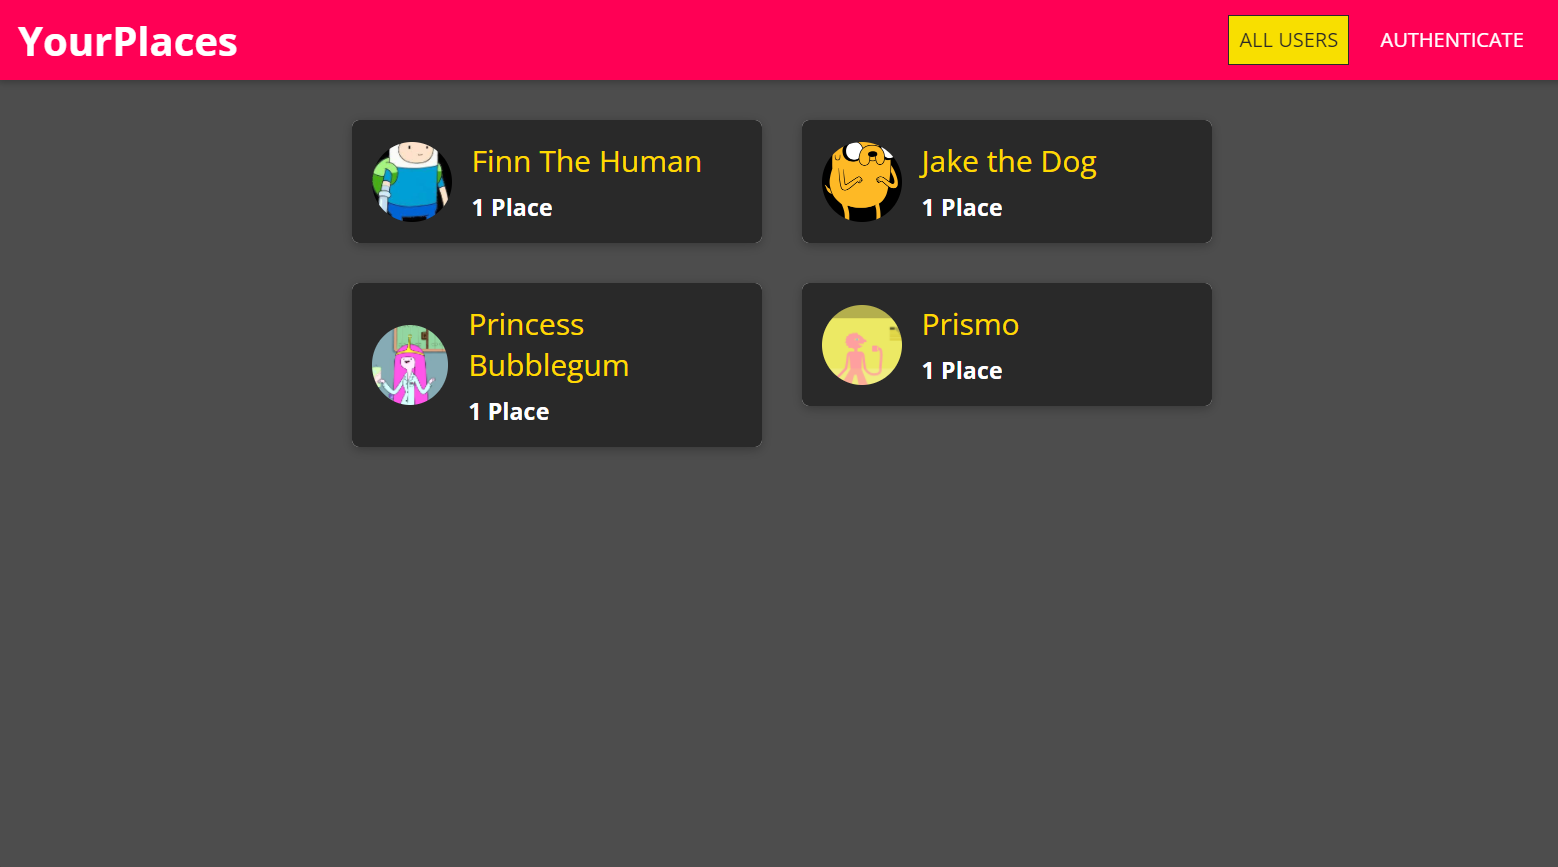 YourPlaces
ALL USERS
AUTHENTICATE
Finn The Human
1 Place
Jake the Dog
1 Place
Princess
Bubblegum
1 Place
Prismo
1 Place